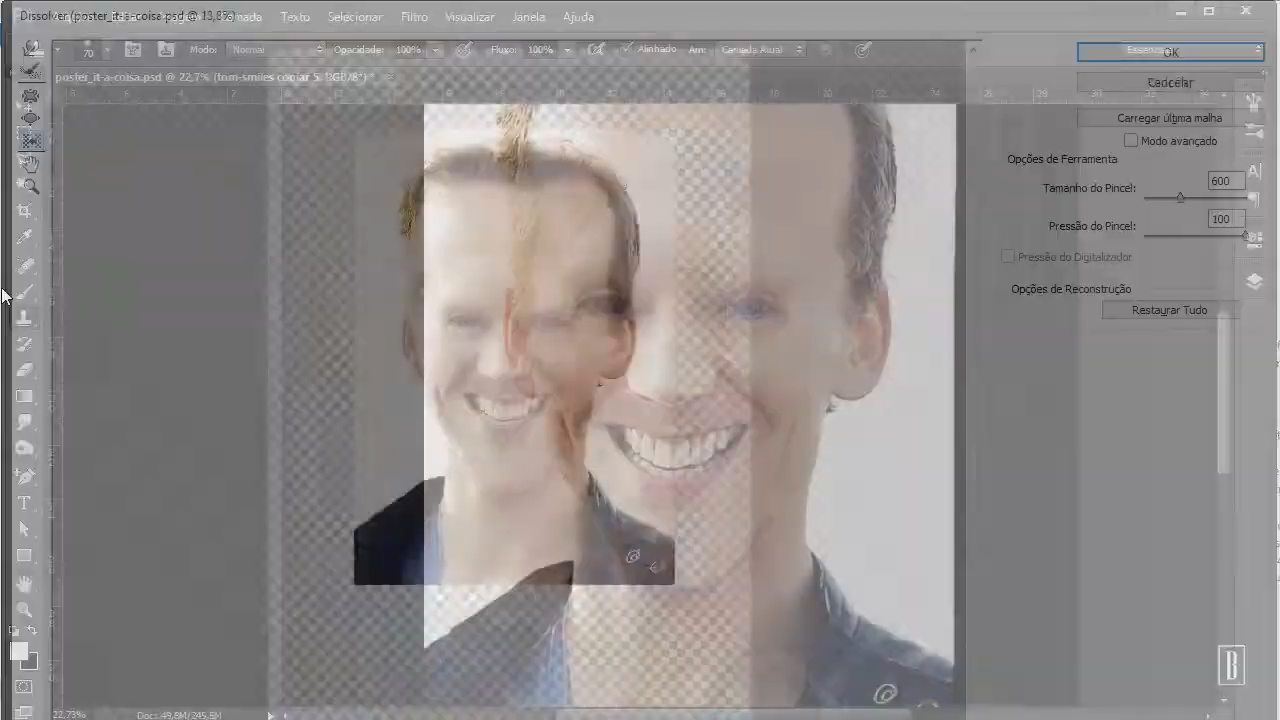 Dissolver (poster_it-a-coisa.psd @ 13,8%)
Texto Selecionar Filtro Visualizar Janela Ajuda
70 Modo: Normal Opacidade: 100% Fluxo: 100% Alinhado Am: Camada Atual
OK
poster_it-a-coisa.psd @ 22,7% (tom-smiles copiar 5, RGB/8*) *
Cancelar
Carregar última malha
Modo avançado
Opções de Ferramenta
Tamanho do Pincel: 600
Pressão do Pincel: 100
Pressão do Digitalizador
Opções de Reconstrução
Restaurar Tudo
B
22,73% Doc: 49,8M/245,5M